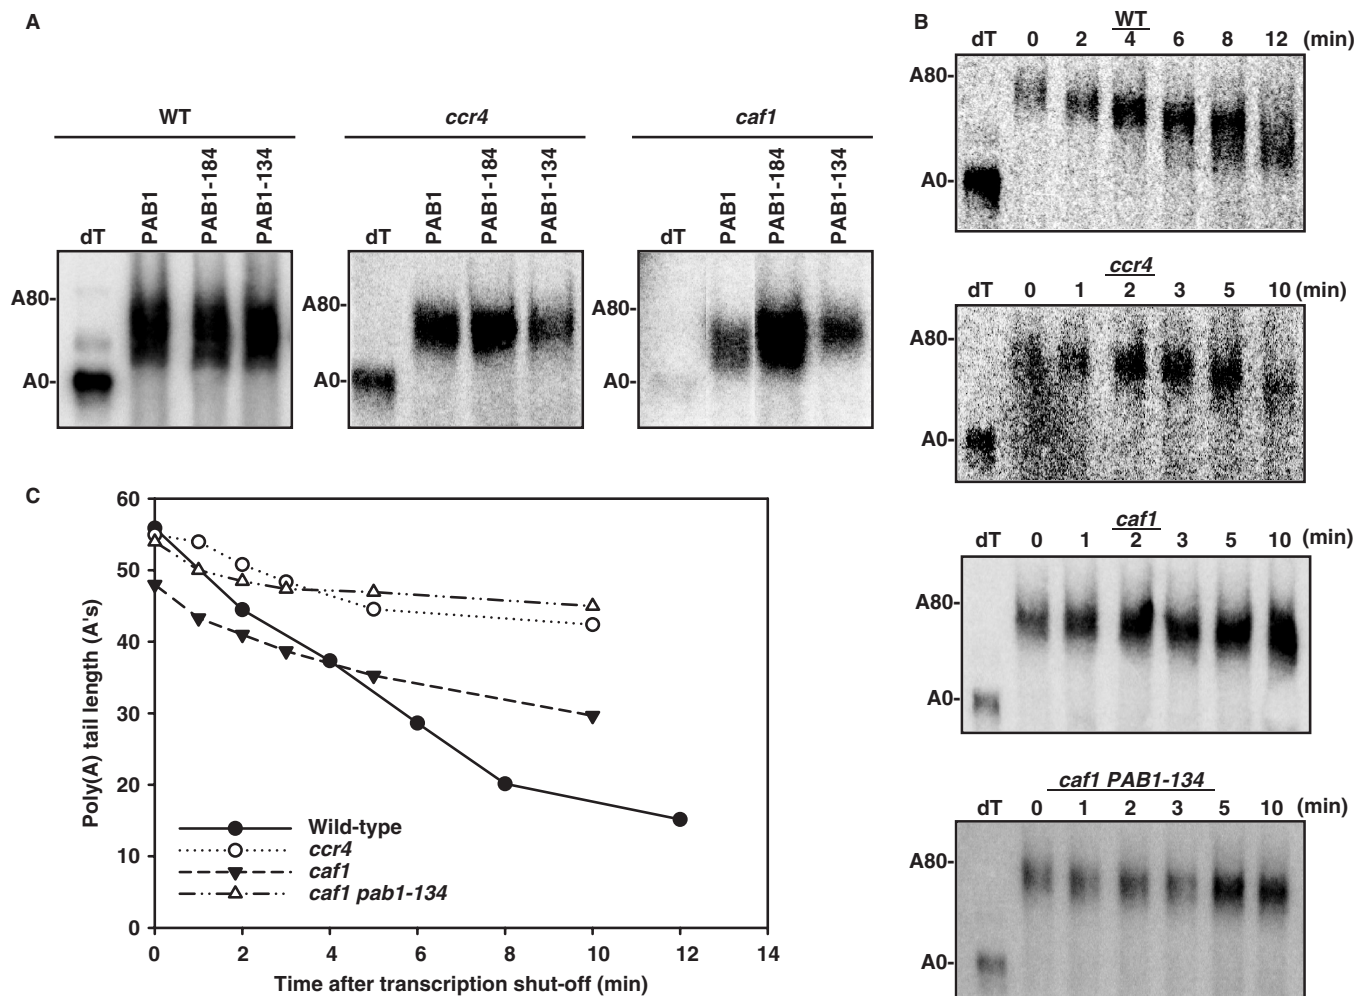 A
WT
ccr4
caf1
dT PAB1 PAB1-184 PAB1-134
dT PAB1 PAB1-184 PAB1-134
dT PAB1 PAB1-184 PAB1-134
A80-
A0-
A80-
A0-
A80-
A0-
B
WT
dT 0 2 4 6 8 12 (min)
A80-
A0-
ccr4
dT 0 1 2 3 5 10 (min)
A80-
A0-
caf1
dT 0 1 2 3 5 10 (min)
A80-
A0-
caf1 PAB1-134
dT 0 1 2 3 5 10 (min)
A80-
A0-
C
Poly(A) tail length (A's)
60
50
40
30
20
10
0
Wild-type
ccr4
caf1
caf1 pab1-134
0 2 4 6 8 10 12 14
Time after transcription shut-off (min)